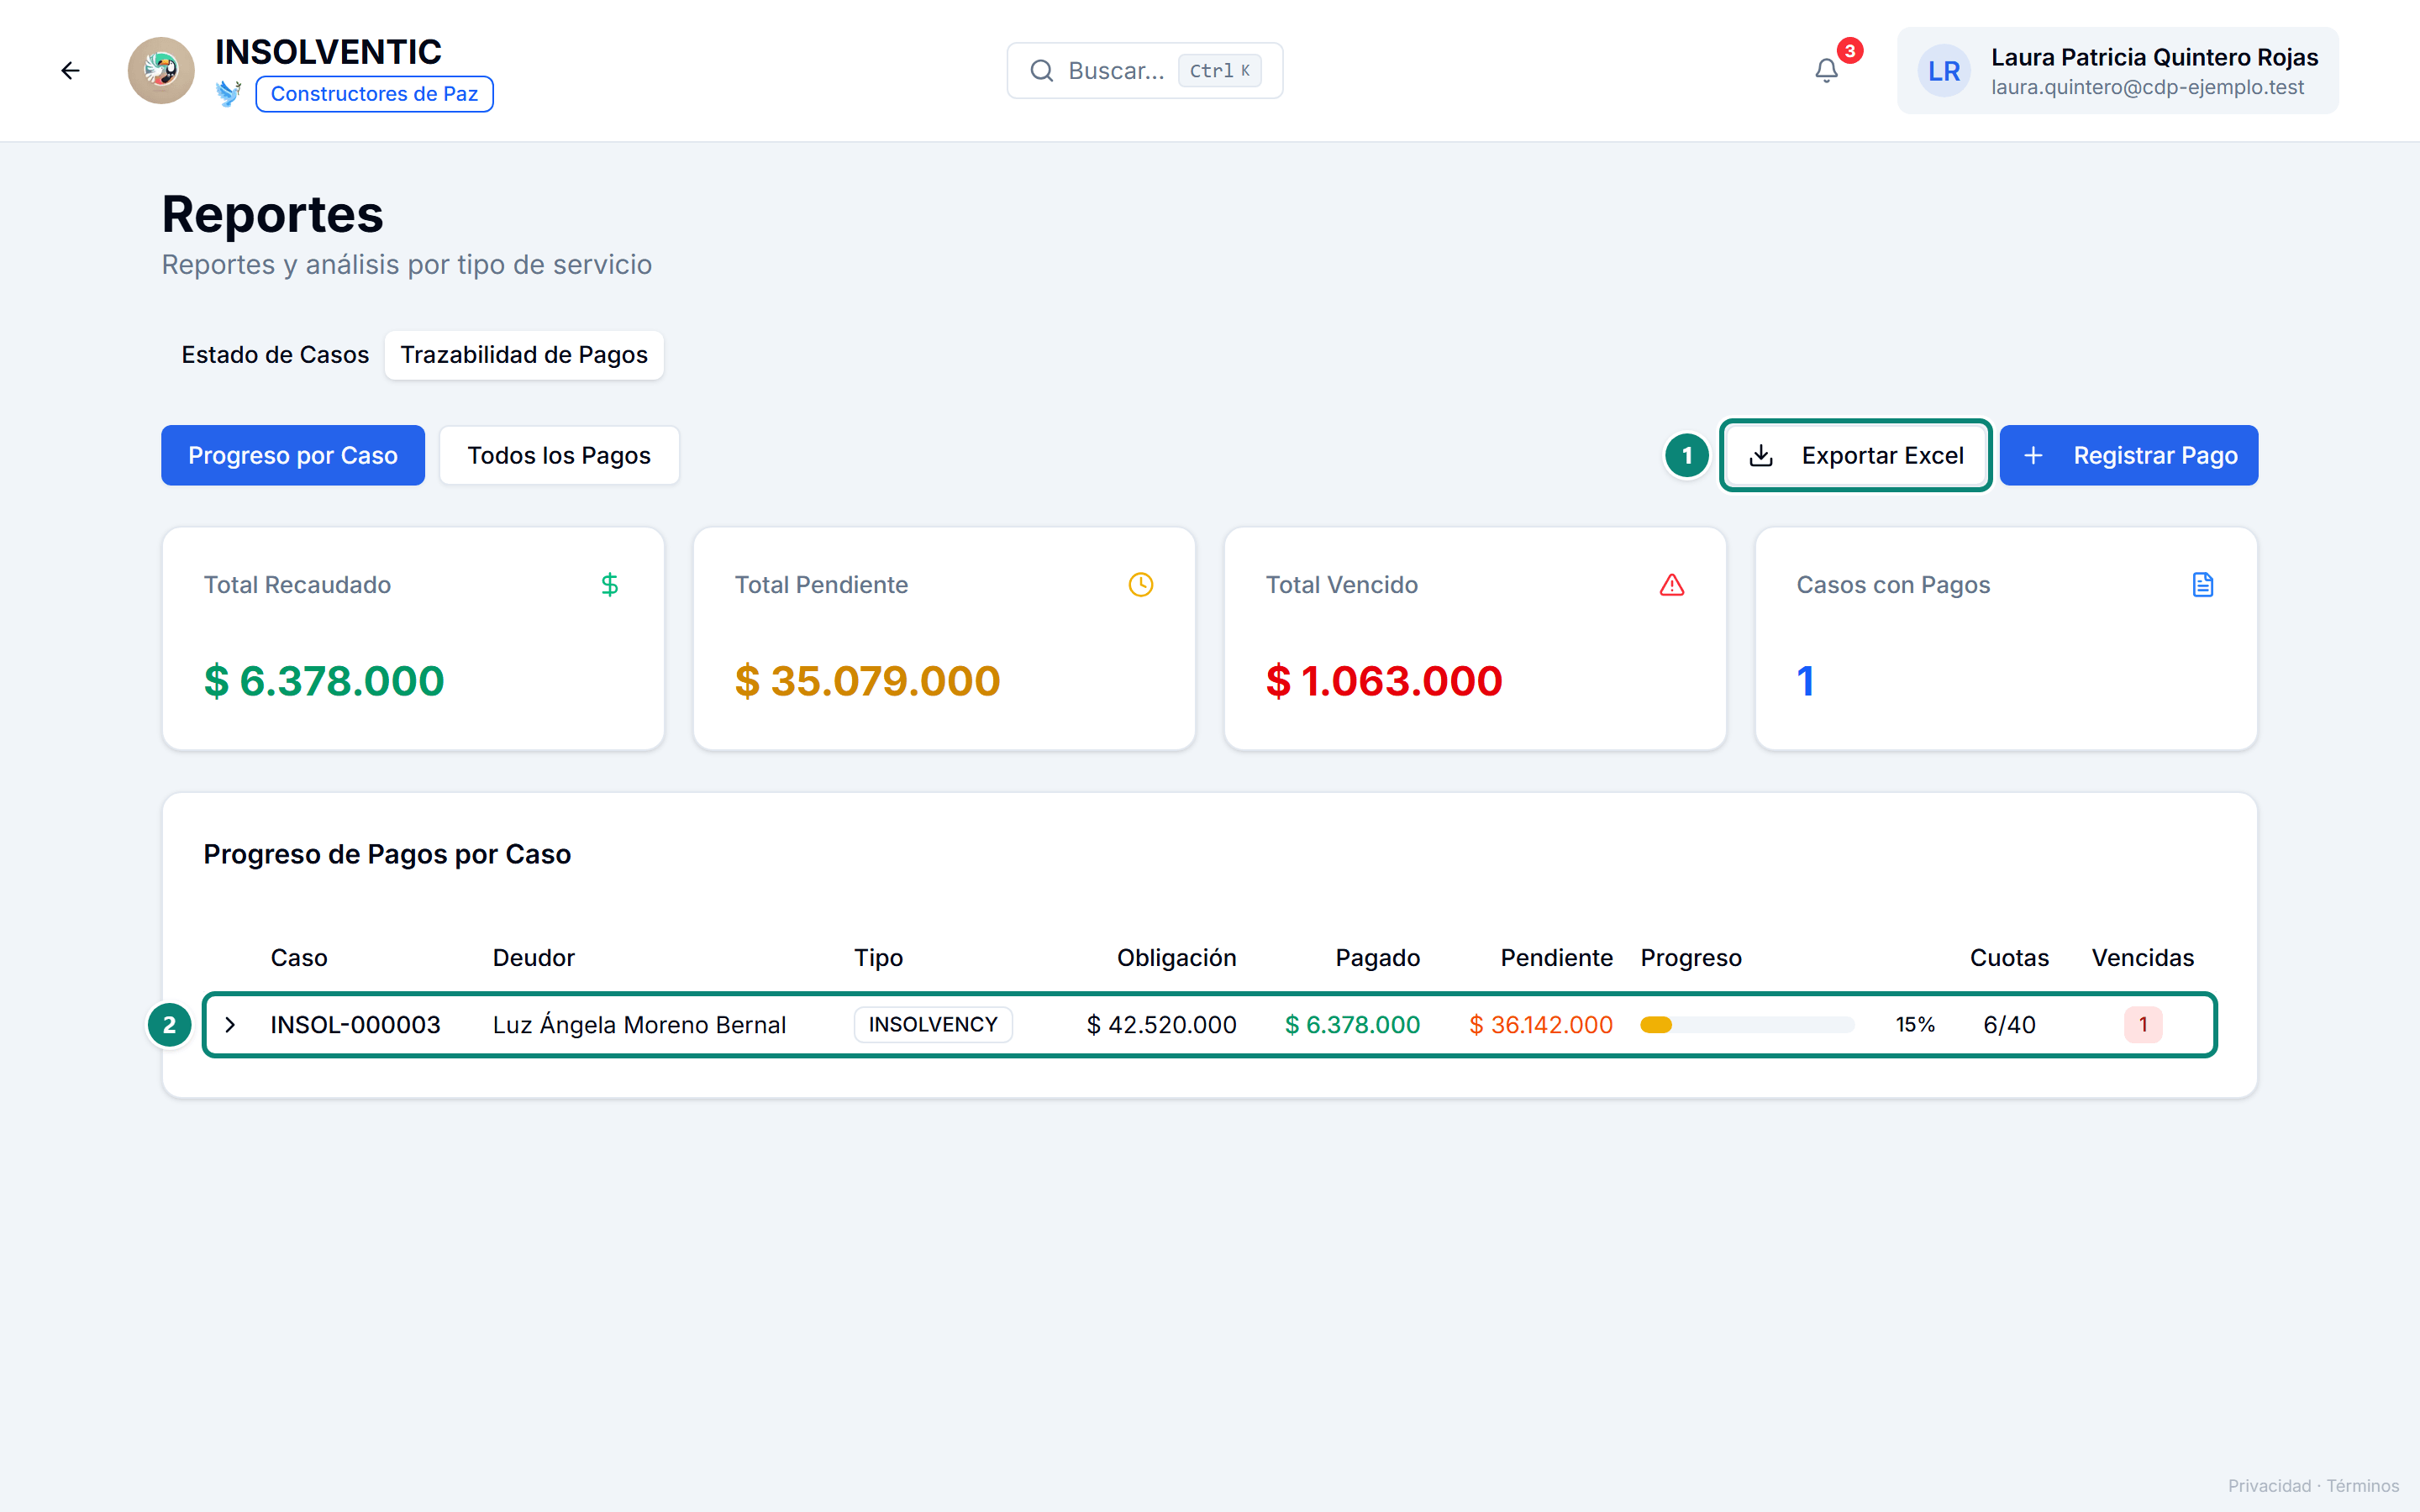 INSOLVENTIC
Constructores de Paz
Buscar... Ctrl K
3
LR
Laura Patricia Quintero Rojas
laura.quintero@cdp-ejemplo.test
Reportes
Reportes y análisis por tipo de servicio
Estado de Casos Trazabilidad de Pagos
Progreso por Caso Todos los Pagos 1 Exportar Excel + Registrar Pago
Total Recaudado $
$ 6.378.000
Total Pendiente
$ 35.079.000
Total Vencido
$ 1.063.000
Casos con Pagos
1
Progreso de Pagos por Caso
Caso Deudor Tipo Obligación Pagado Pendiente Progreso Cuotas Vencidas
2 INSOL-000003 Luz Ángela Moreno Bernal INSOLVENCY $ 42.520.000 $ 6.378.000 $ 36.142.000 15% 6/40 1
Privacidad · Términos